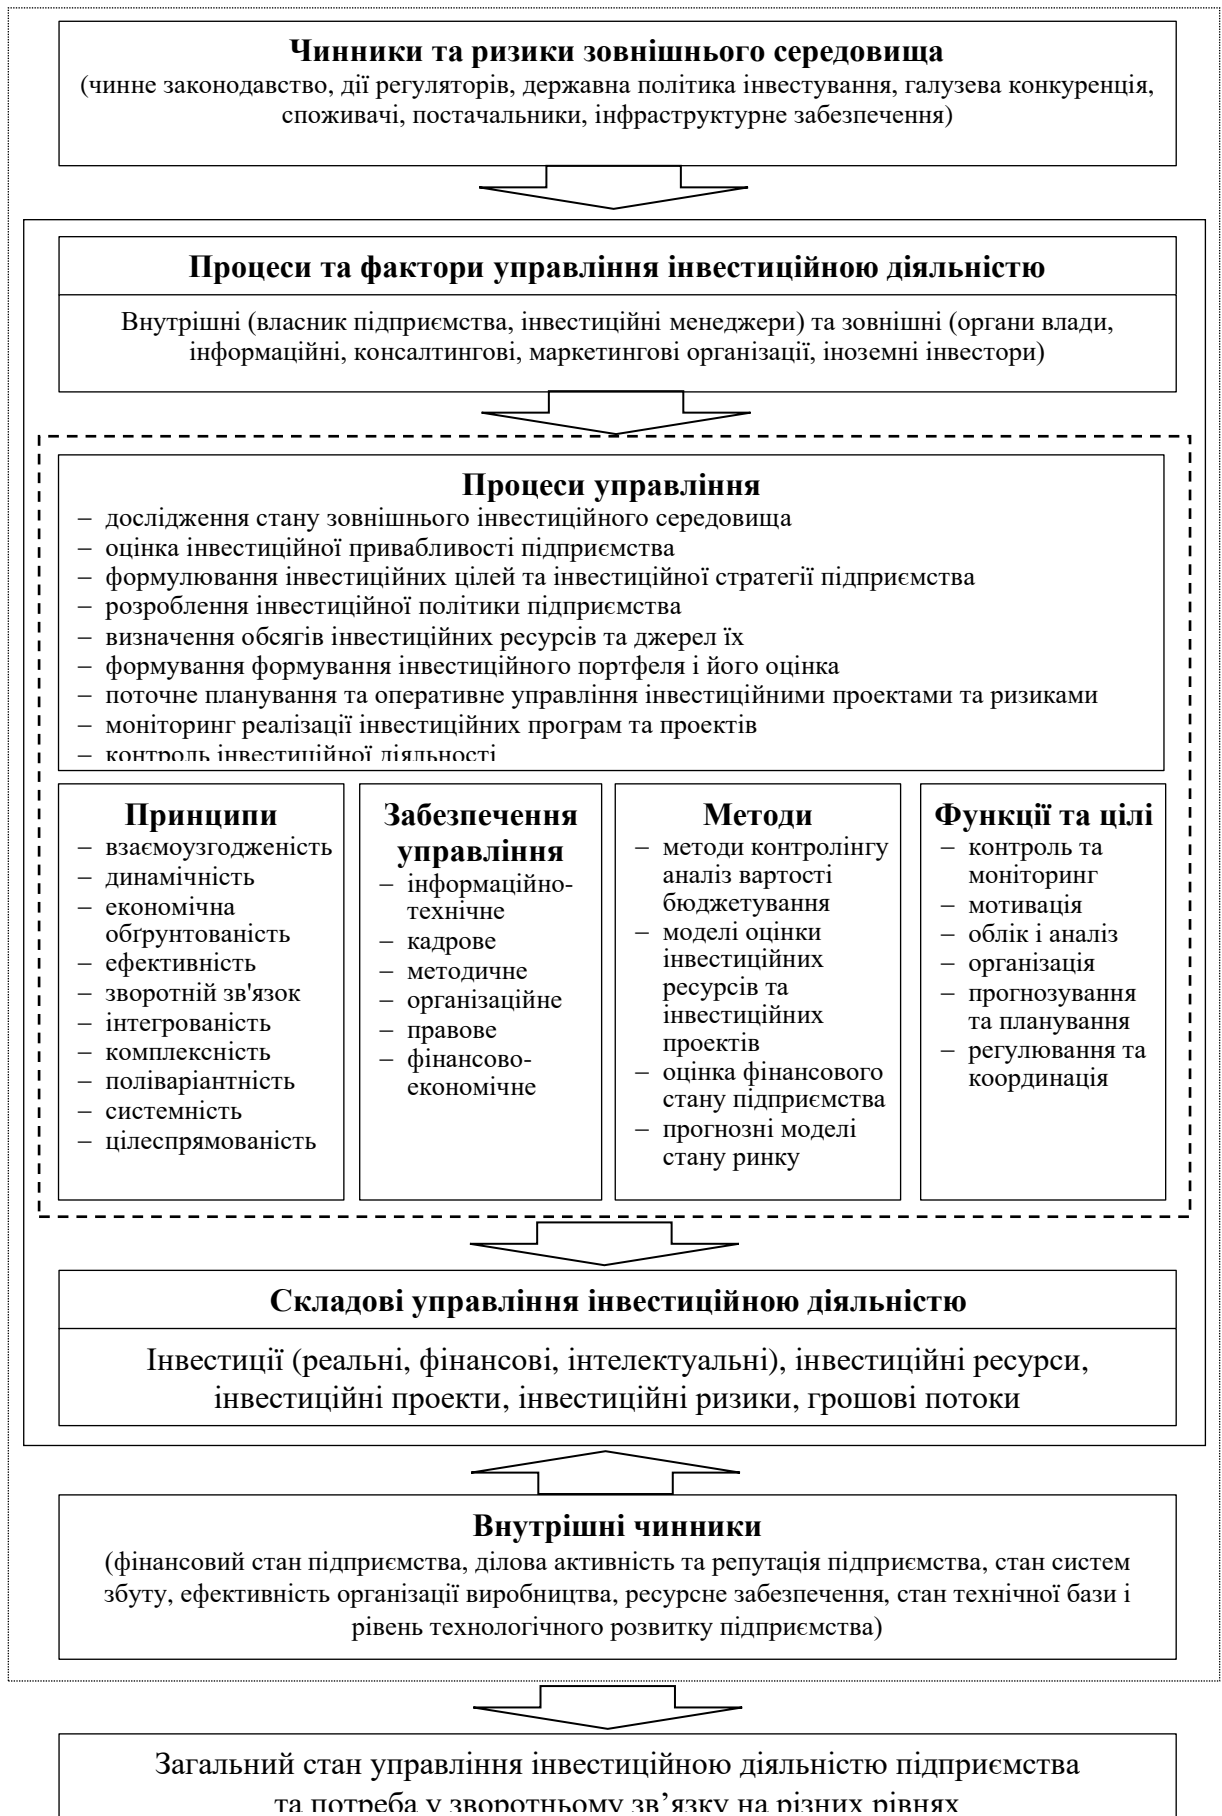 Чинники та ризики зовнішнього середовища
(чинне законодавство, дії регуляторів, державна політика інвестування, галузева конкуренція,
споживачі, постачальники, інфраструктурне забезпечення)
Процеси та фактори управління інвестиційною діяльністю
Внутрішні (власник підприємства, інвестиційні менеджери) та зовнішні (органи влади,
інформаційні, консалтингові, маркетингові організації, іноземні інвестори)
Процеси управління
– дослідження стану зовнішнього інвестиційного середовища
– оцінка інвестиційної привабливості підприємства
– формулювання інвестиційних цілей та інвестиційної стратегії підприємства
– розроблення інвестиційної політики підприємства
– визначення обсягів інвестиційних ресурсів та джерел їх
– формування формування інвестиційного портфеля і його оцінка
– поточне планування та оперативне управління інвестиційними проектами та ризиками
– моніторинг реалізації інвестиційних програм та проектів
– контроль інвестиційної діяльності
Принципи
– взаємоузгодженість
– динамічність
– економічна
обґрунтованість
– ефективність
– зворотній зв'язок
– інтегрованість
– комплексність
– поліваріантність
– системність
– цілеспрямованість
Забезпечення
управління
– інформаційно-
технічне
– кадрове
– методичне
– організаційне
– правове
– фінансово-
економічне
Методи
– методи контролінгу
аналіз вартості
бюджетування
– моделі оцінки
інвестиційних
ресурсів та
інвестиційних
проектів
– оцінка фінансового
стану підприємства
– прогнозні моделі
стану ринку
Функції та цілі
– контроль та
моніторинг
– мотивація
– облік і аналіз
– організація
– прогнозування
та планування
– регулювання та
координація
Складові управління інвестиційною діяльністю
Інвестиції (реальні, фінансові, інтелектуальні), інвестиційні ресурси,
інвестиційні проекти, інвестиційні ризики, грошові потоки
Внутрішні чинники
(фінансовий стан підприємства, ділова активність та репутація підприємства, стан систем
збуту, ефективність організації виробництва, ресурсне забезпечення, стан технічної бази і
рівень технологічного розвитку підприємства)
Загальний стан управління інвестиційною діяльністю підприємства
та потреба у зворотньому зв’язку на різних рівнях